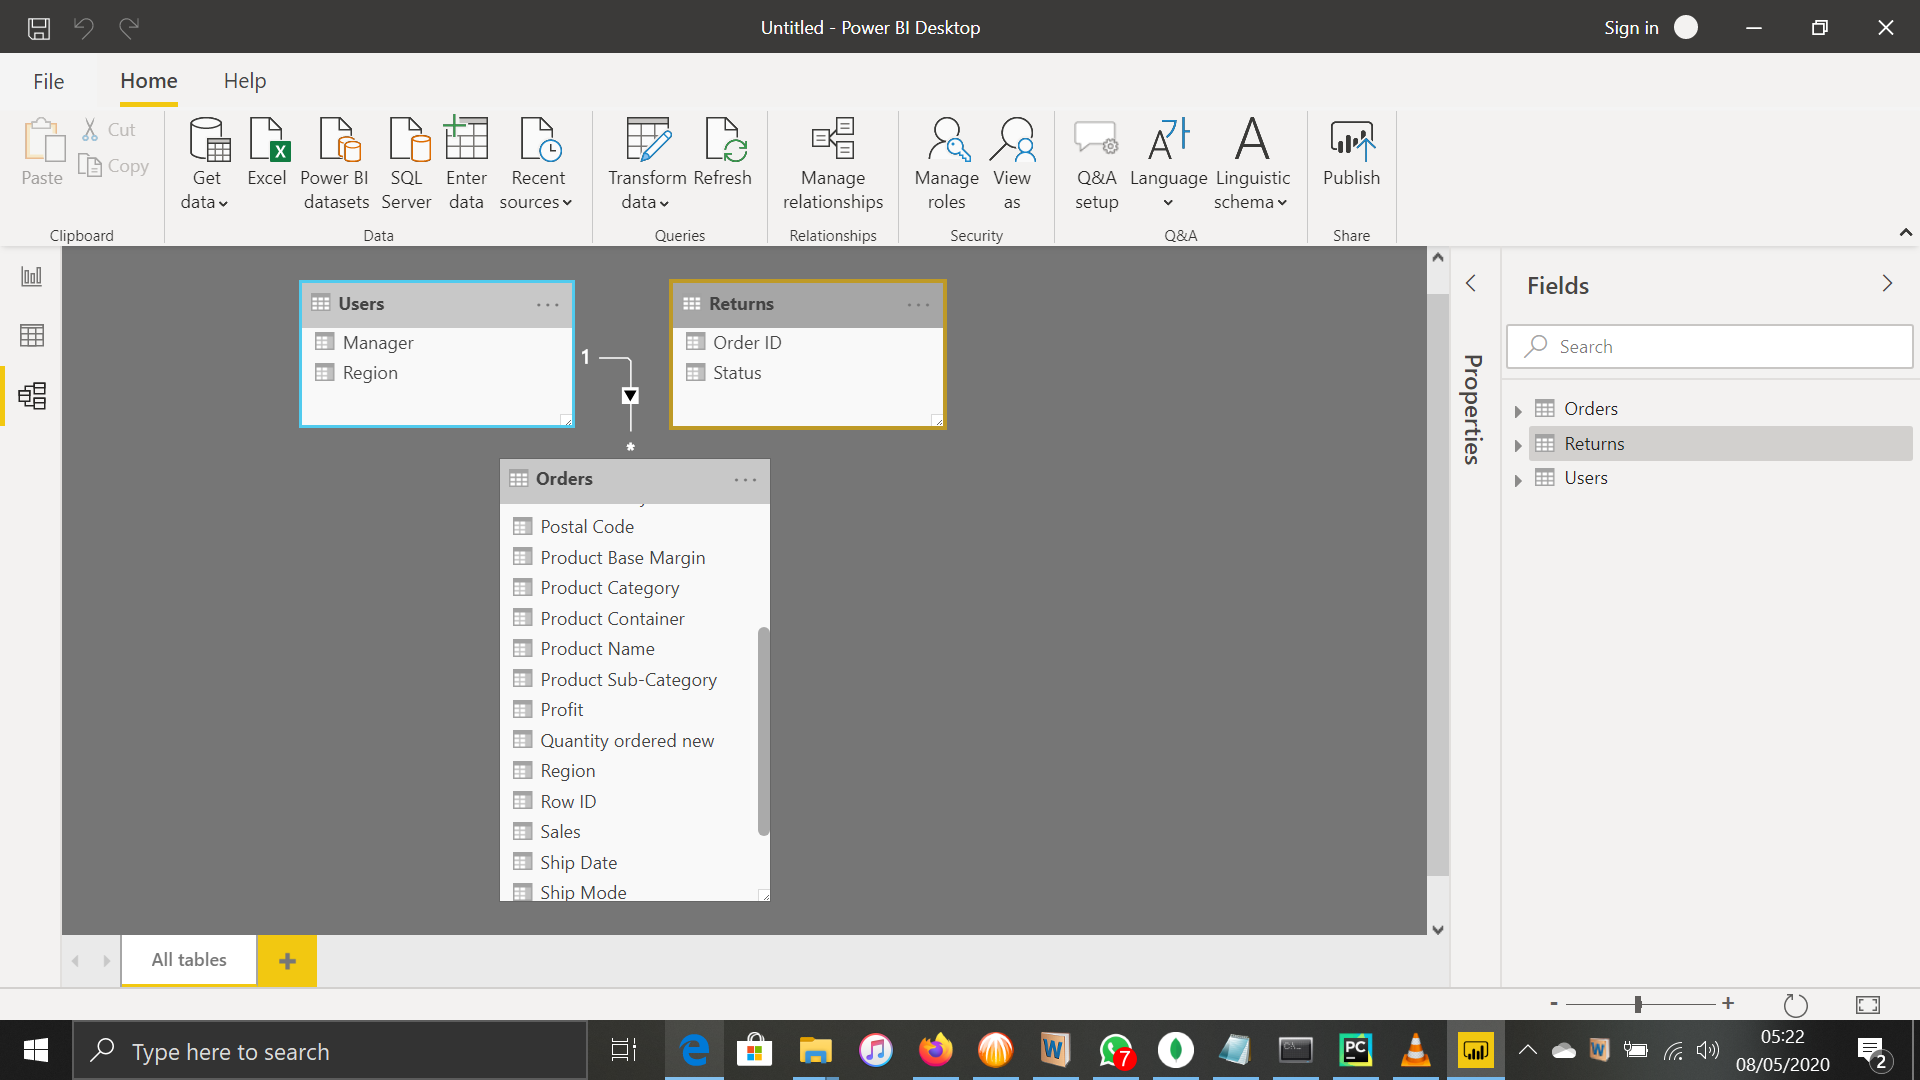 Untitled - Power BI Desktop
Sign in
File
Home
Help
Paste
Cut
Copy
Clipboard
Get data
Excel
Power BI datasets
SQL Server
Enter data
Recent sources
Data
Transform data
Refresh
Queries
Manage relationships
Relationships
Manage roles
View as
Security
Q&A setup
Language
Linguistic schema
Q&A
Publish
Share
Users
Manager
Region
1
*
Returns
Order ID
Status
Orders
Postal Code
Product Base Margin
Product Category
Product Container
Product Name
Product Sub-Category
Profit
Quantity ordered new
Region
Row ID
Sales
Ship Date
Ship Mode
Properties
Fields
Search
Orders
Returns
Users
All tables
+
- +
Type here to search
W
7
PC
W
05:22
08/05/2020
2